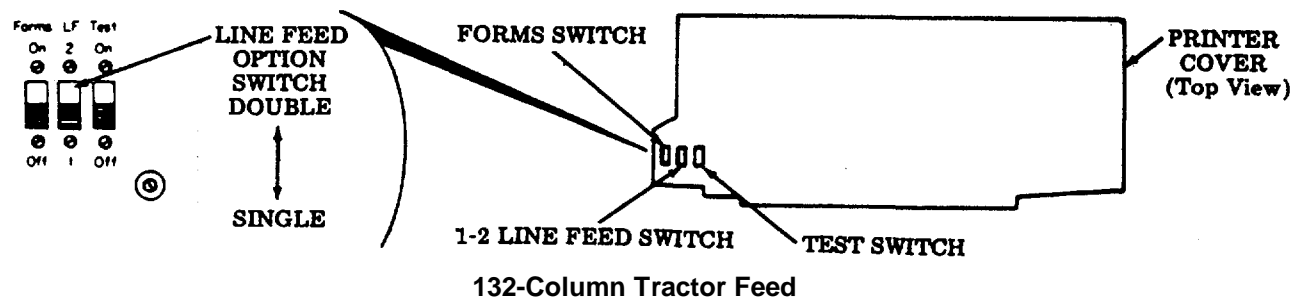 Forms LF Test
On 2 On
Off 1 Off
LINE FEED
OPTION
SWITCH
DOUBLE
SINGLE
FORMS SWITCH
PRINTER
COVER
(Top View)
1-2 LINE FEED SWITCH
TEST SWITCH
132-Column Tractor Feed